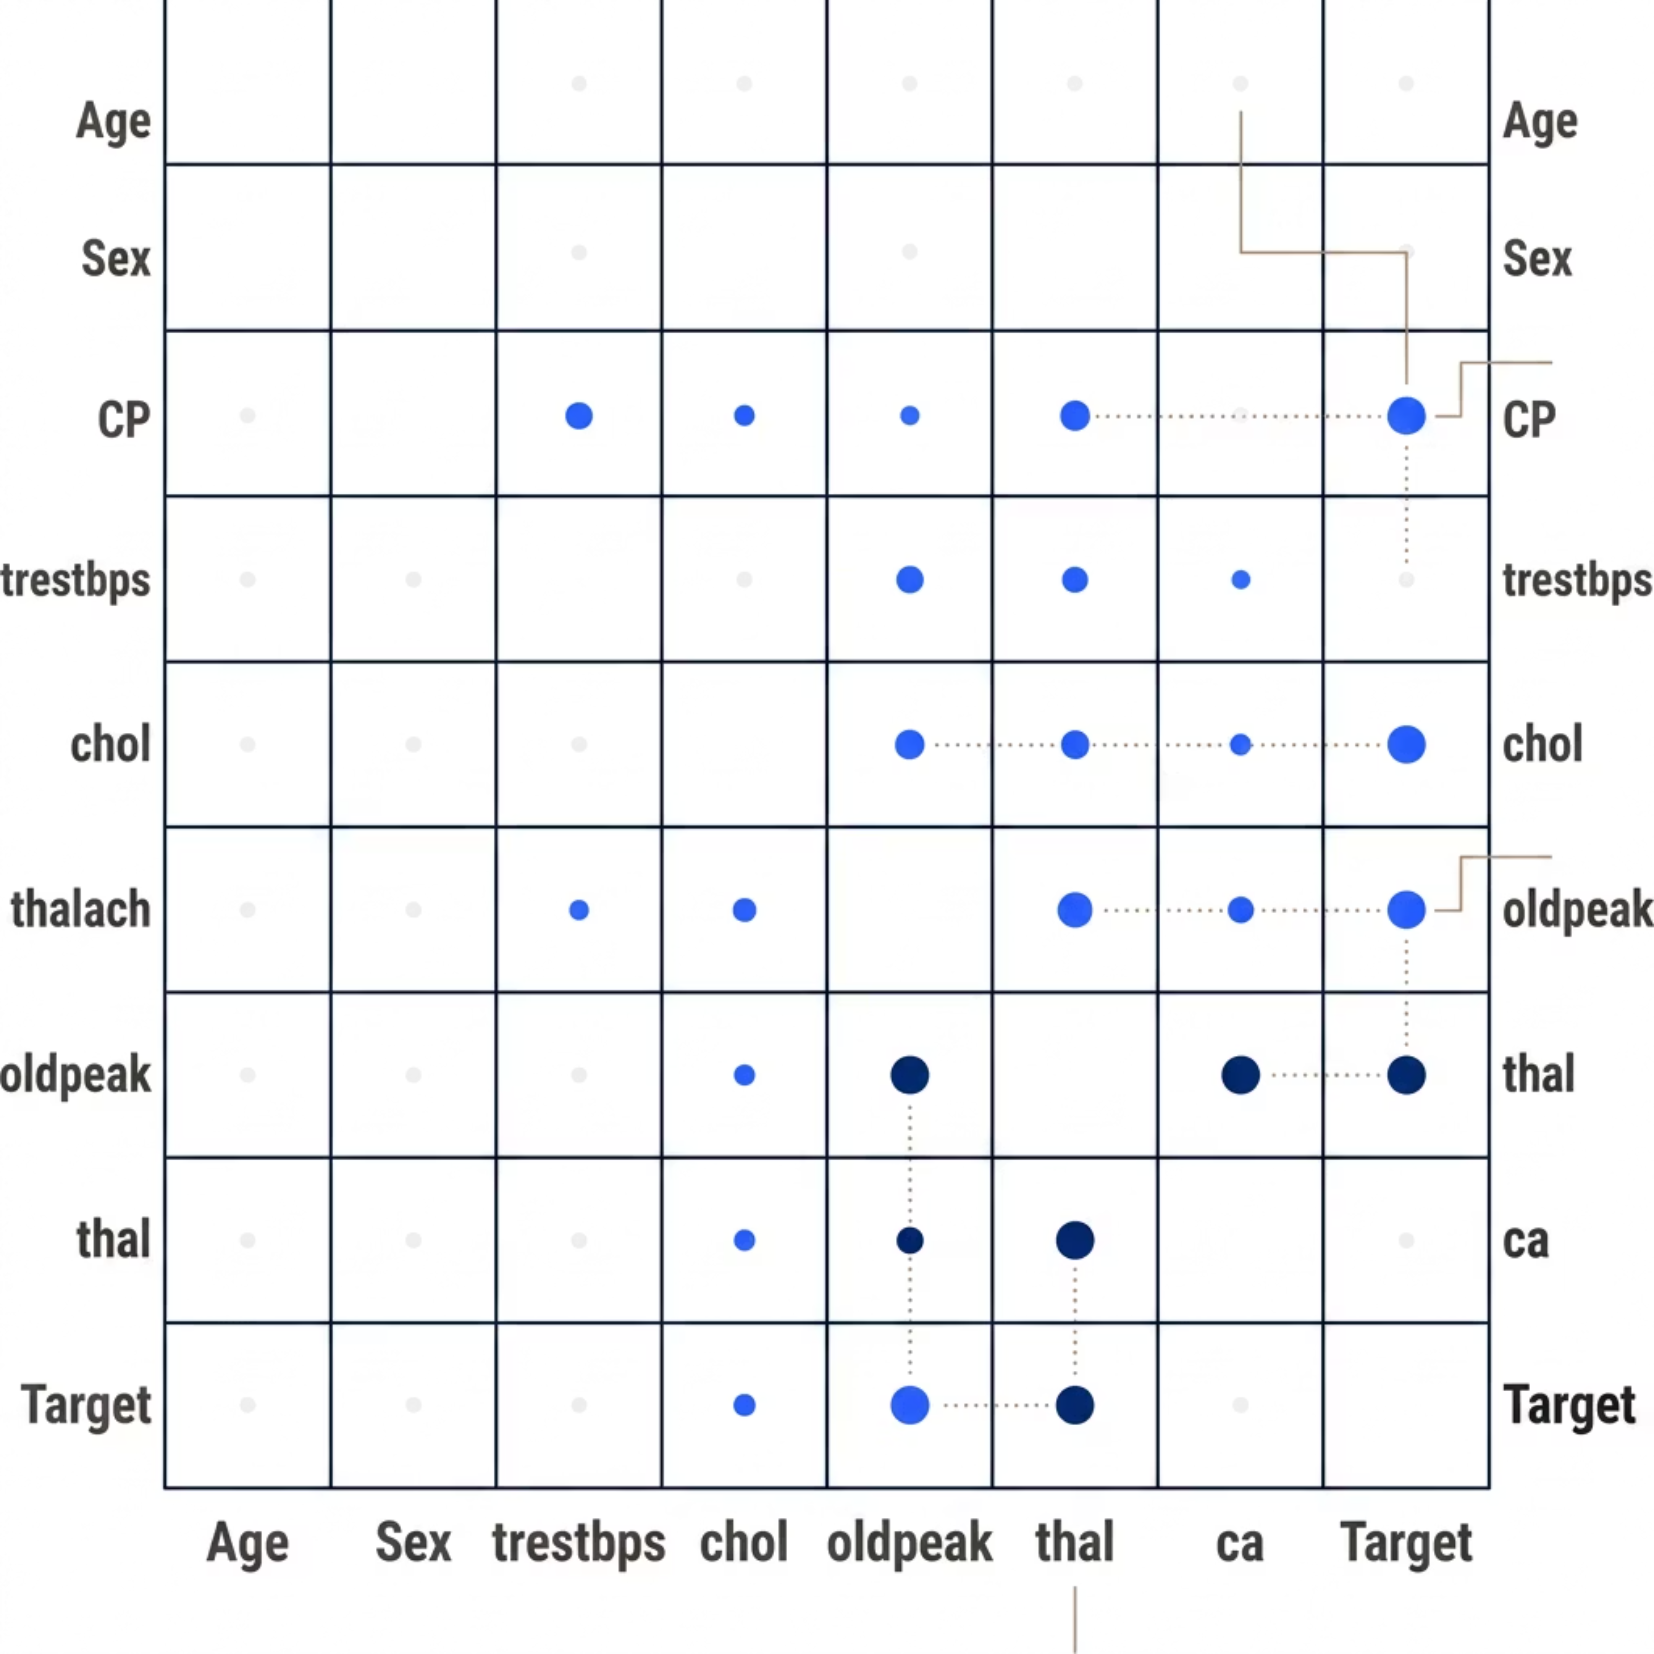 Age Age
Sex Sex
CP CP
trestbps trestbps
chol chol
thalach oldpeak
oldpeak thal
thal ca
Target Target
Age Sex trestbps chol oldpeak thal ca Target